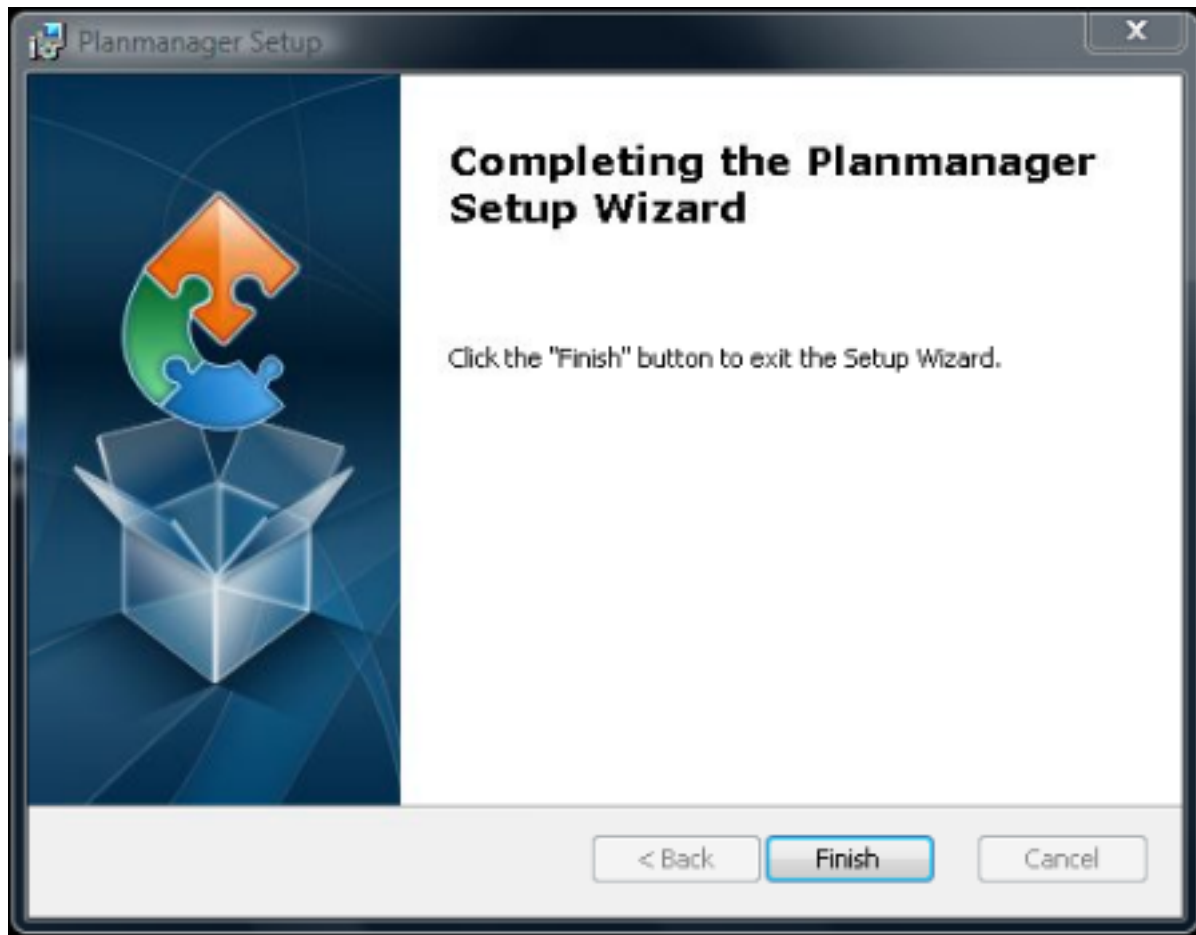 Planmanager Setup
X
Completing the Planmanager
Setup Wizard
Click the "Finish" button to exit the Setup Wizard.
< Back
Finish
Cancel